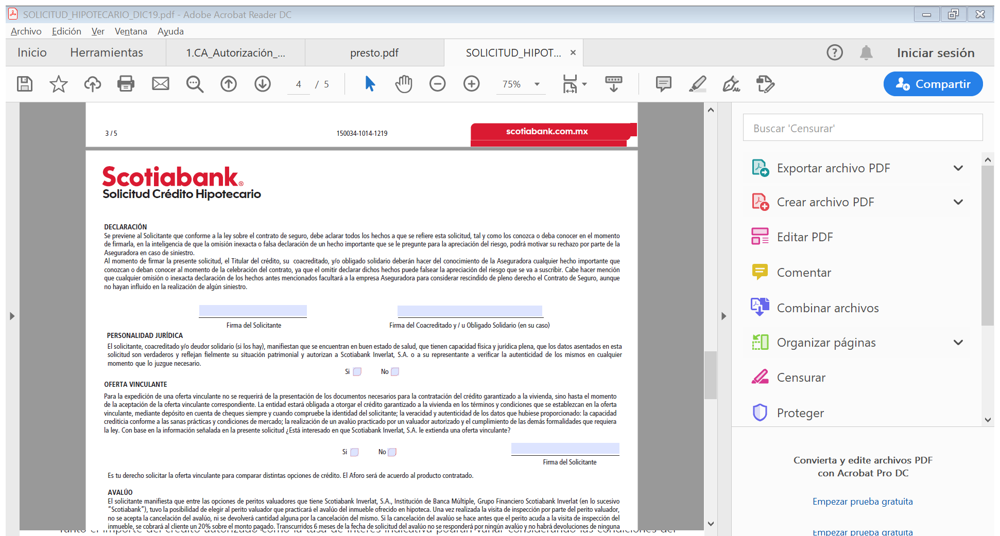 SOLICITUD_HIPOTECARIO_DIC19.pdf - Adobe Acrobat Reader DC
Archivo Edición Ver Ventana Ayuda
Inicio Herramientas 1.CA_Autorización_... presto.pdf SOLICITUD_HIPOT... × Iniciar sesión
4 / 5 75% Compartir
3 / 5 150034-1014-1219 scotiabank.com.mx
Scotiabank®
Solicitud Crédito Hipotecario
DECLARACIÓN
Se previene al Solicitante que conforme a la ley sobre el contrato de seguro, debe aclarar todos los hechos a que se refiere esta solicitud, tal y como los conozca o deba conocer en el momento
de firmarla, en la inteligencia de que la omisión inexacta o falsa declaración de un hecho importante que se le pregunte para la apreciación del riesgo, podrá motivar su rechazo por parte de la
Aseguradora en caso de siniestro.
Al momento de firmar la presente solicitud, el Titular del crédito, su coacreditado, y/o obligado solidario deberán hacer del conocimiento de la Aseguradora cualquier hecho importante que
conozcan o deban conocer al momento de la celebración del contrato, ya que el omitir declarar dichos hechos puede falsear la apreciación del riesgo que se va a suscribir. Cabe hacer mención
que cualquier omisión o inexacta declaración de los hechos antes mencionados facultará a la empresa Aseguradora para considerar rescindido de pleno derecho el Contrato de Seguro, aunque
no hayan influido en la realización de algún siniestro.
Firma del Solicitante Firma del Coacreditado y / u Obligado Solidario (en su caso)
PERSONALIDAD JURÍDICA
El solicitante, coacreditado y/o deudor solidario (si los hay), manifiestan que se encuentran en buen estado de salud, que tienen capacidad física y jurídica plena, que los datos asentados en esta
solicitud son verdaderos y reflejan fielmente su situación patrimonial y autorizan a Scotiabank Inverlat, S.A. o a su representante a verificar la autenticidad de los mismos en cualquier
momento que lo juzgue necesario.
Si No
OFERTA VINCULANTE
Para la expedición de una oferta vinculante no se requerirá de la presentación de los documentos necesarios para la contratación del crédito garantizado a la vivienda, sino hasta el momento
de la aceptación de la oferta vinculante correspondiente. La entidad estará obligada a otorgar el crédito garantizado a la vivienda en los términos y condiciones que se establezcan en la oferta
vinculante, mediante depósito en cuenta de cheques siempre y cuando compruebe la identidad del solicitante; la veracidad y autenticidad de los datos que hubiese proporcionado: la capacidad
crediticia conforme a las sanas prácticas y condiciones de mercado; la realización de un avalúo practicado por un valuador autorizado y el cumplimiento de las demás formalidades que requiera
la ley. Con base en la información señalada en la presente solicitud ¿Está interesado en que Scotiabank Inverlat, S.A. le extienda una oferta vinculante?
Si No
Firma del Solicitante
Es tu derecho solicitar la oferta vinculante para comparar distintas opciones de crédito. El Aforo será de acuerdo al producto contratado.
AVALÚO
El solicitante manifiesta que entre las opciones de peritos valuadores que tiene Scotiabank Inverlat, S.A., Institución de Banca Múltiple, Grupo Financiero Scotiabank Inverlat (en lo sucesivo
“Scotiabank”), tuvo la posibilidad de elegir al perito valuador que practicará el avalúo del inmueble ofrecido en hipoteca. Una vez realizada la visita de inspección por parte del perito valuador,
no se acepta la cancelación del avalúo, ni se devolverá cantidad alguna por la cancelación del mismo. Si la cancelación del avalúo se hace antes que el perito acuda a la visita de inspección del
inmueble, se cobrará al cliente un 20% sobre el monto pagado. Transcurridos 6 meses de la fecha de solicitud del avalúo no se responderá por ningún avalúo y no habrá devoluciones de ninguna
Tanto el importe del crédito autorizado como la tasa de interés indicativa podrán variar considerando las condiciones del
Buscar 'Censurar'
Exportar archivo PDF
Crear archivo PDF
Editar PDF
Comentar
Combinar archivos
Organizar páginas
Censurar
Proteger
Convierta y edite archivos PDF
con Acrobat Pro DC
Empezar prueba gratuita
Empezar prueba gratuita